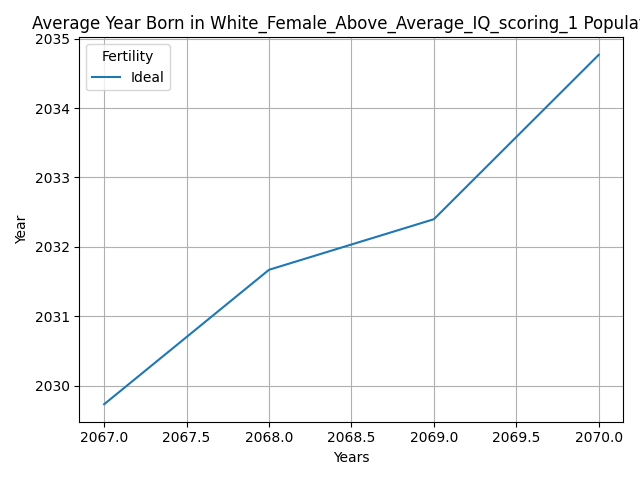 Average Year Born in White_Female_Above_Average_IQ_scoring_1 Popula
Fertility
Ideal
2035
2034
2033
2032
2031
2030
Year
2067.0 2067.5 2068.0 2068.5 2069.0 2069.5 2070.0
Years